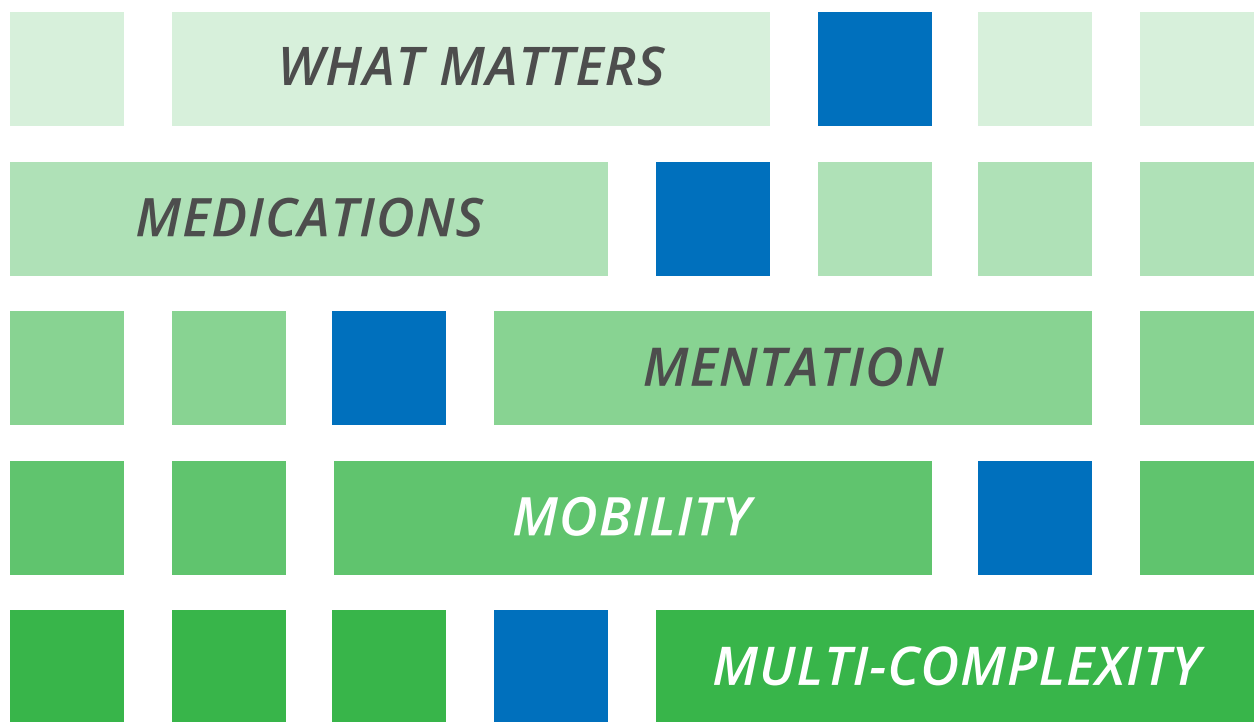 WHAT MATTERS
MEDICATIONS
MENTATION
MOBILITY
MULTI-COMPLEXITY